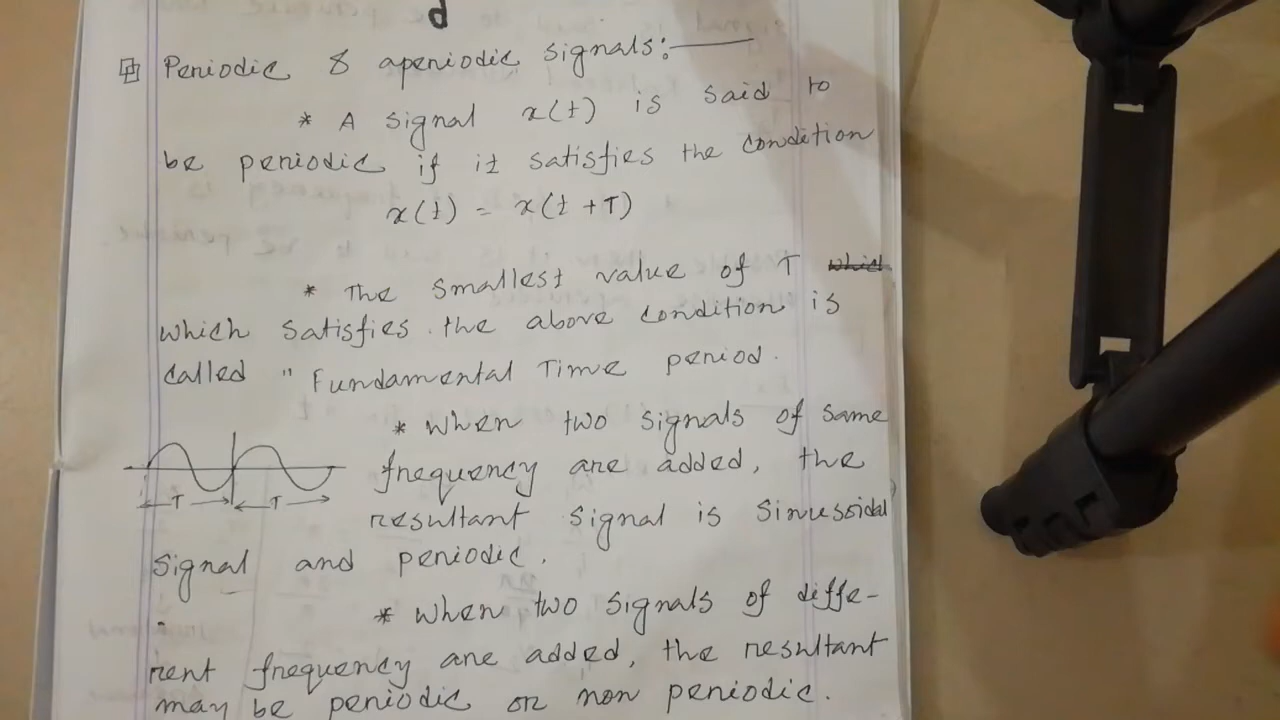 d
Periodic & aperiodic signals:
* A signal x(t) is said to
be periodic if it satisfies the condition
x(t) = x(t + T)
* The smallest value of T which
which satisfies the above condition is
called " Fundamental Time period.
* When two signals of same
frequency are added, the
resultant signal is sinusoidal
signal and periodic.
T T
* When two signals of diffe-
rent frequency are added, the resultant
may be periodic or non periodic.